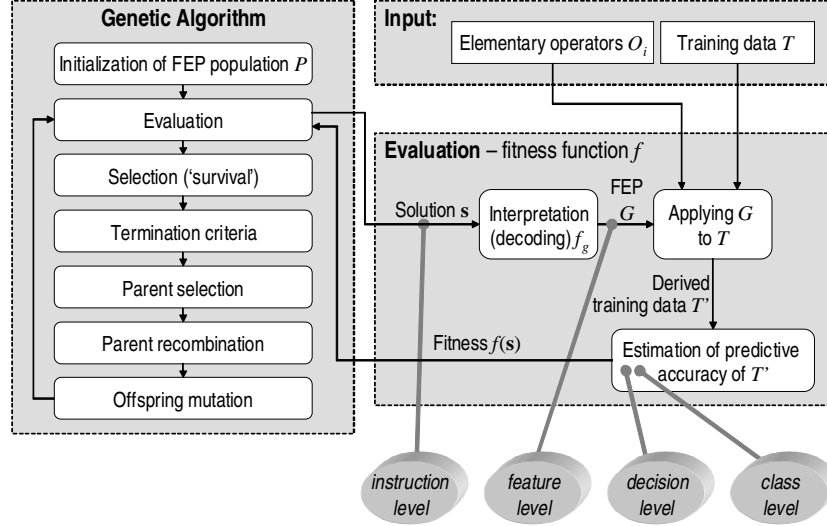 Genetic Algorithm
Initialization of FEP population P
Evaluation
Selection (‘survival’)
Termination criteria
Parent selection
Parent recombination
Offspring mutation
Input:
Elementary operators O_i
Training data T
Evaluation – fitness function f
Solution s
Interpretation
(decoding) f_g
FEP
G
Applying G
to T
Derived
training data T’
Fitness f(s)
Estimation of predictive
accuracy of T’
instruction
level
feature
level
decision
level
class
level